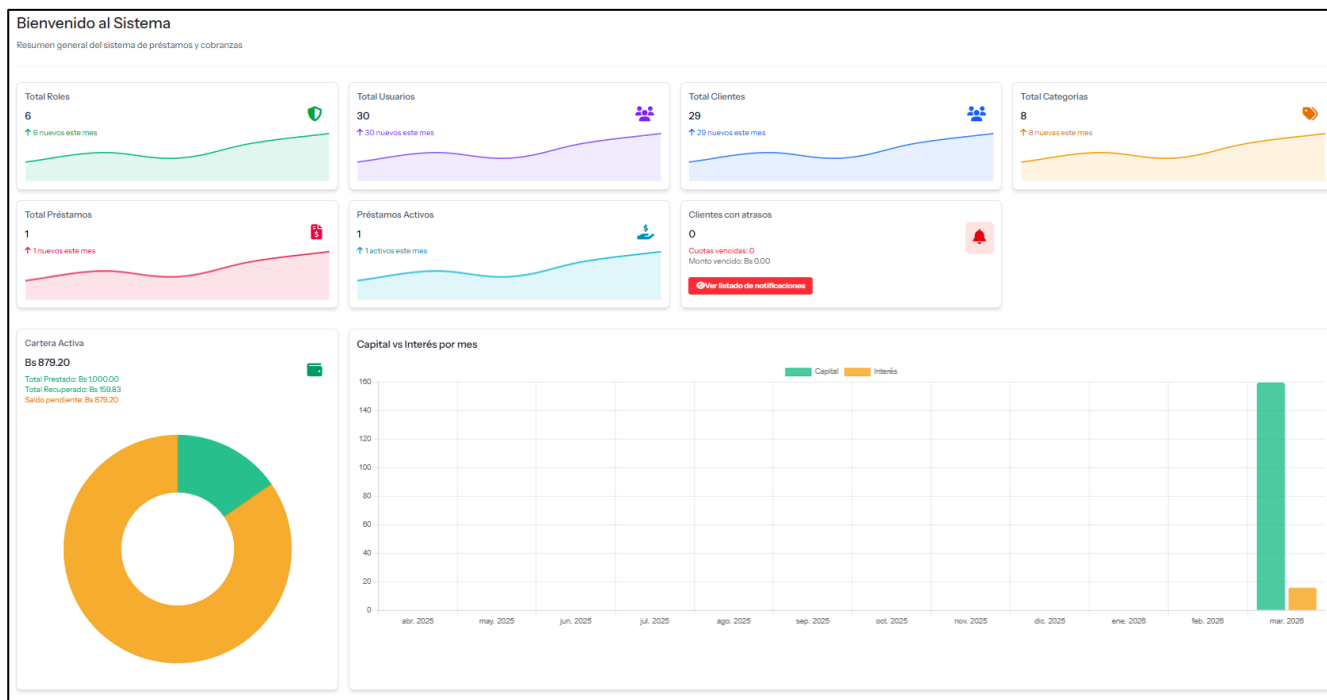 Bienvenido al Sistema
Resumen general del sistema de préstamos y cobranzas
Total Roles
6
↑ 6 nuevos este mes
Total Usuarios
30
↑ 30 nuevos este mes
Total Clientes
29
↑ 29 nuevos este mes
Total Categorías
8
↑ 8 nuevas este mes
Total Préstamos
1
↑ 1 nuevos este mes
Préstamos Activos
1
↑ 1 activos este mes
Clientes con atrasos
0
Cuotas vencidas: 0
Monto vencido: Bs 0.00
Ver listado de notificaciones
Cartera Activa
Bs 879.20
Total Prestado: Bs 1,000.00
Total Recuperado: Bs 159.83
Saldo pendiente: Bs 879.20
Capital vs Interés por mes
Capital Interés
160
140
120
100
80
60
40
20
0
abr. 2025 may. 2025 jun. 2025 jul. 2025 ago. 2025 sep. 2025 oct. 2025 nov. 2025 dic. 2025 ene. 2026 feb. 2026 mar. 2026